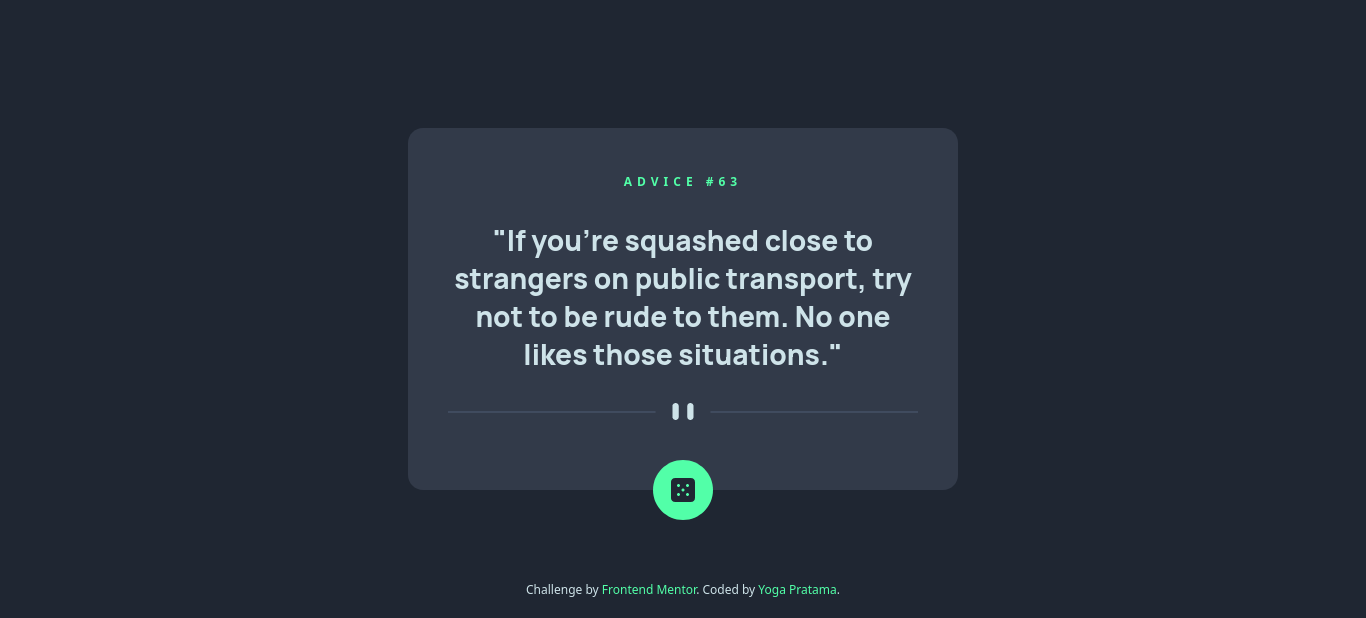 ADVICE #63
"If you’re squashed close to
strangers on public transport, try
not to be rude to them. No one
likes those situations."
Challenge by Frontend Mentor. Coded by Yoga Pratama.